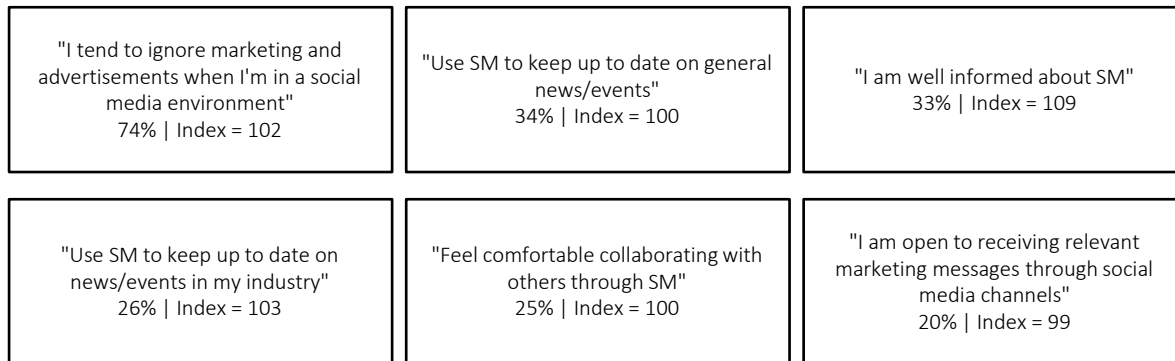 "I tend to ignore marketing and
advertisements when I'm in a social
media environment"
74% | Index = 102
"Use SM to keep up to date on general
news/events"
34% | Index = 100
"I am well informed about SM"
33% | Index = 109
"Use SM to keep up to date on
news/events in my industry"
26% | Index = 103
"Feel comfortable collaborating with
others through SM"
25% | Index = 100
"I am open to receiving relevant
marketing messages through social
media channels"
20% | Index = 99